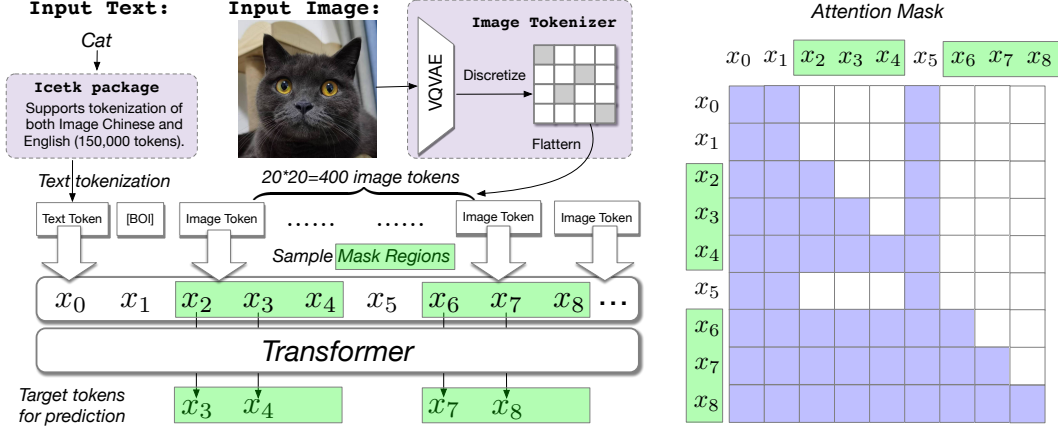 Input Text:
Cat
Icetk package
Supports tokenization of
both Image Chinese and
English (150,000 tokens).
Text tokenization
Input Image:
Image Tokenizer
VQVAE
Discretize
Flattern
20*20=400 image tokens
Text Token
[BOI]
Image Token
......
......
Image Token
Image Token
Sample Mask Regions
x0 x1 x2 x3 x4 x5 x6 x7 x8 ...
Transformer
Target tokens
for prediction
x3 x4 x7 x8
Attention Mask
x0 x1 x2 x3 x4 x5 x6 x7 x8
x0
x1
x2
x3
x4
x5
x6
x7
x8